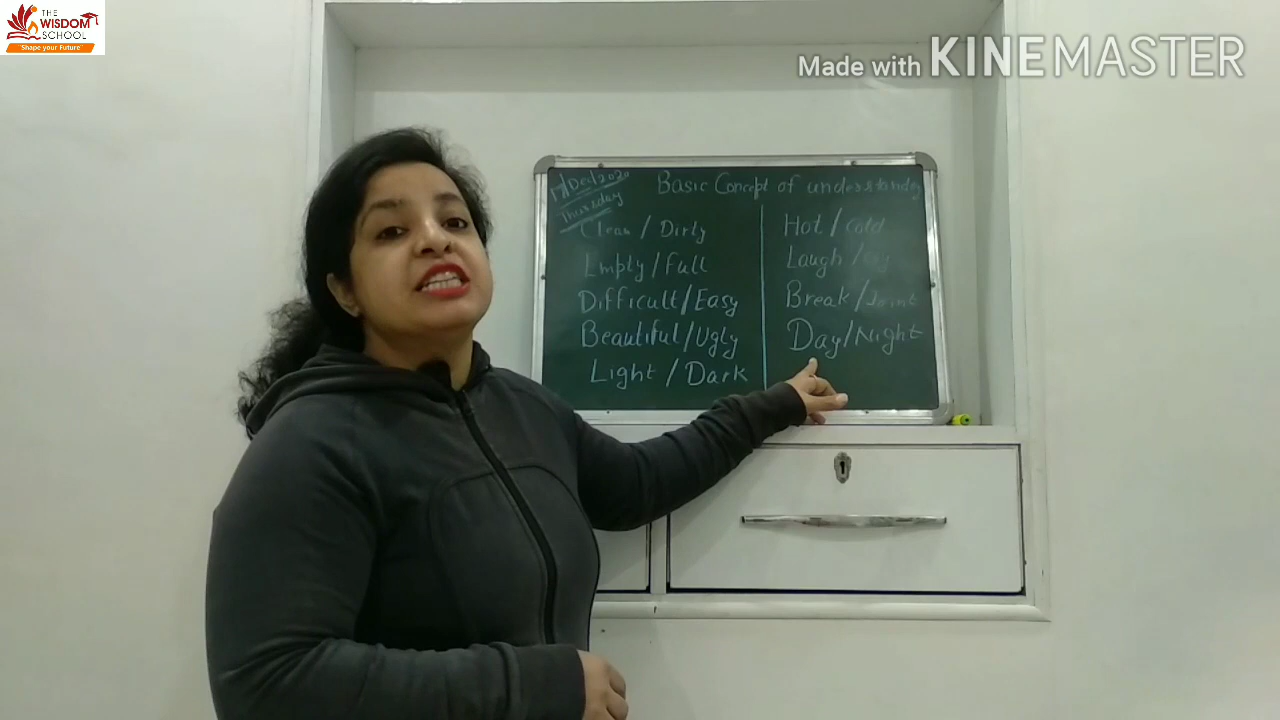 THE
WISDOM
SCHOOL
"Shape your Future"
Made with KINEMASTER
17/Dec/2020
Thursday
Basic Concept of understanding
Clean / Dirty
Empty / Full
Difficult / Easy
Beautiful / Ugly
Light / Dark
Hot / Cold
Laugh / Cry
Break / Joint
Day / Night